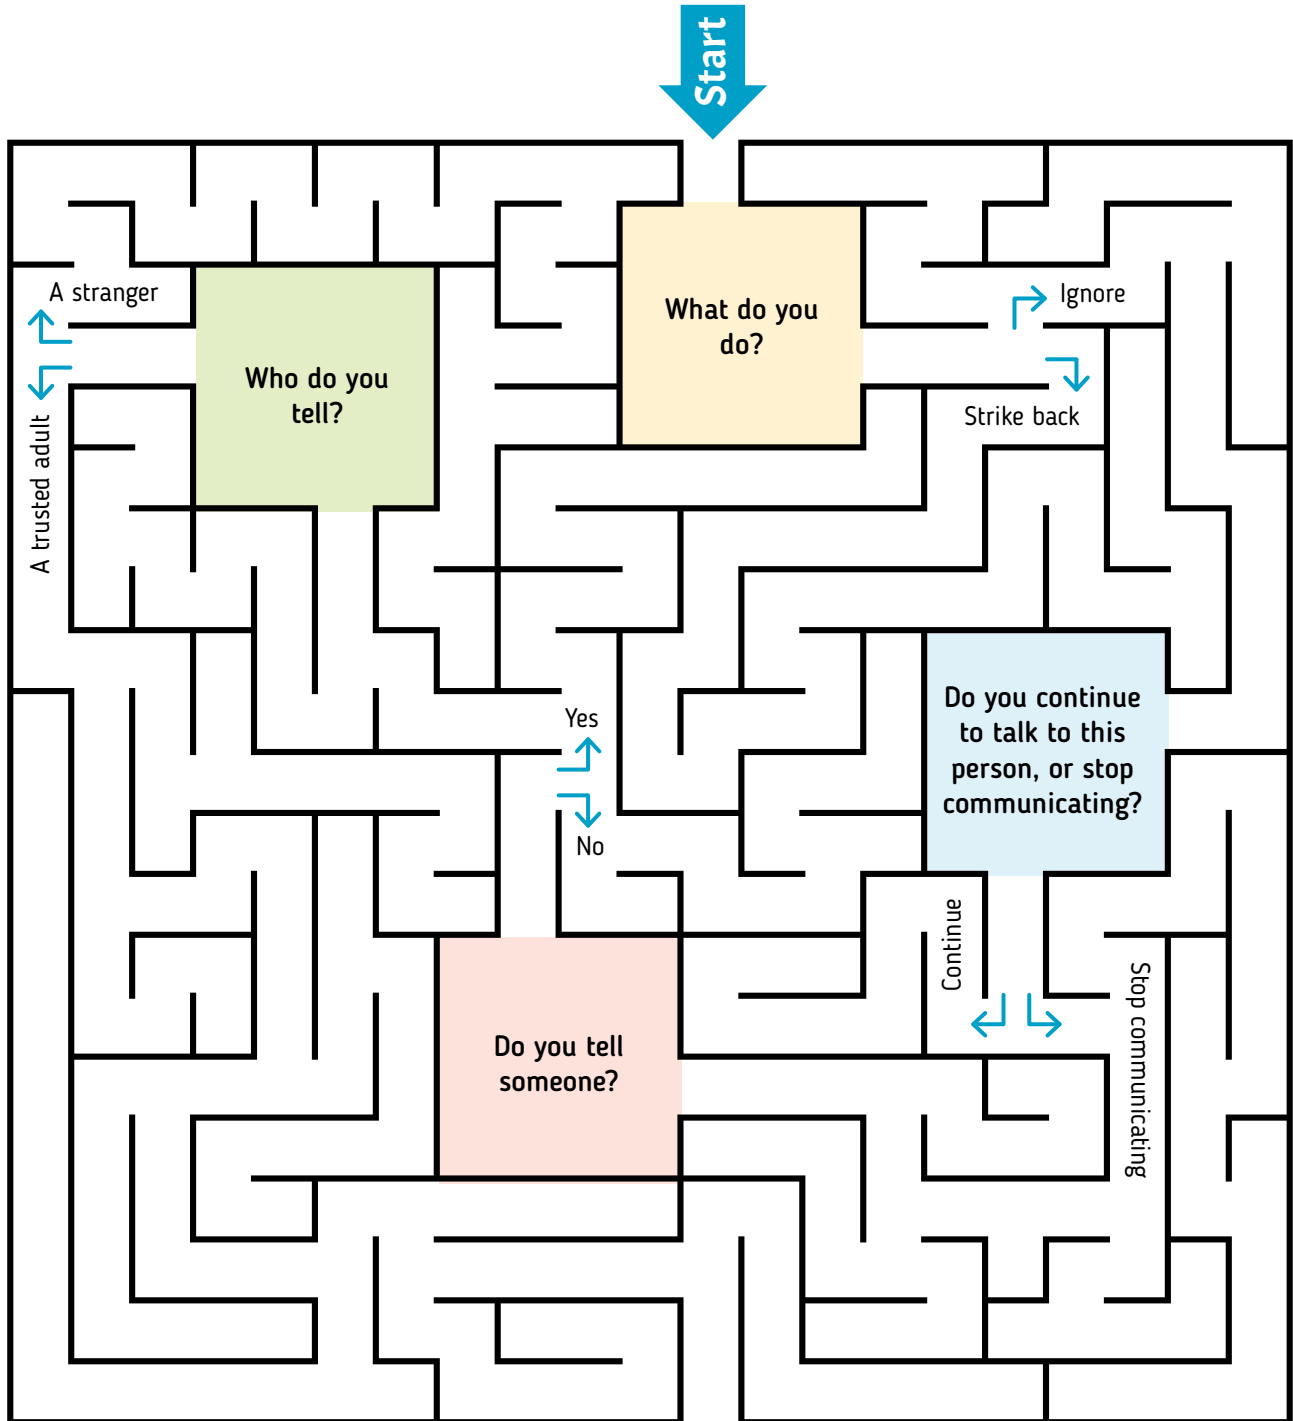 Start
A stranger
Ignore
What do you
do?
Who do you
tell?
Strike back
A trusted adult
Do you continue
to talk to this
person, or stop
communicating?
Yes
No
Continue
Stop communicating
Do you tell
someone?